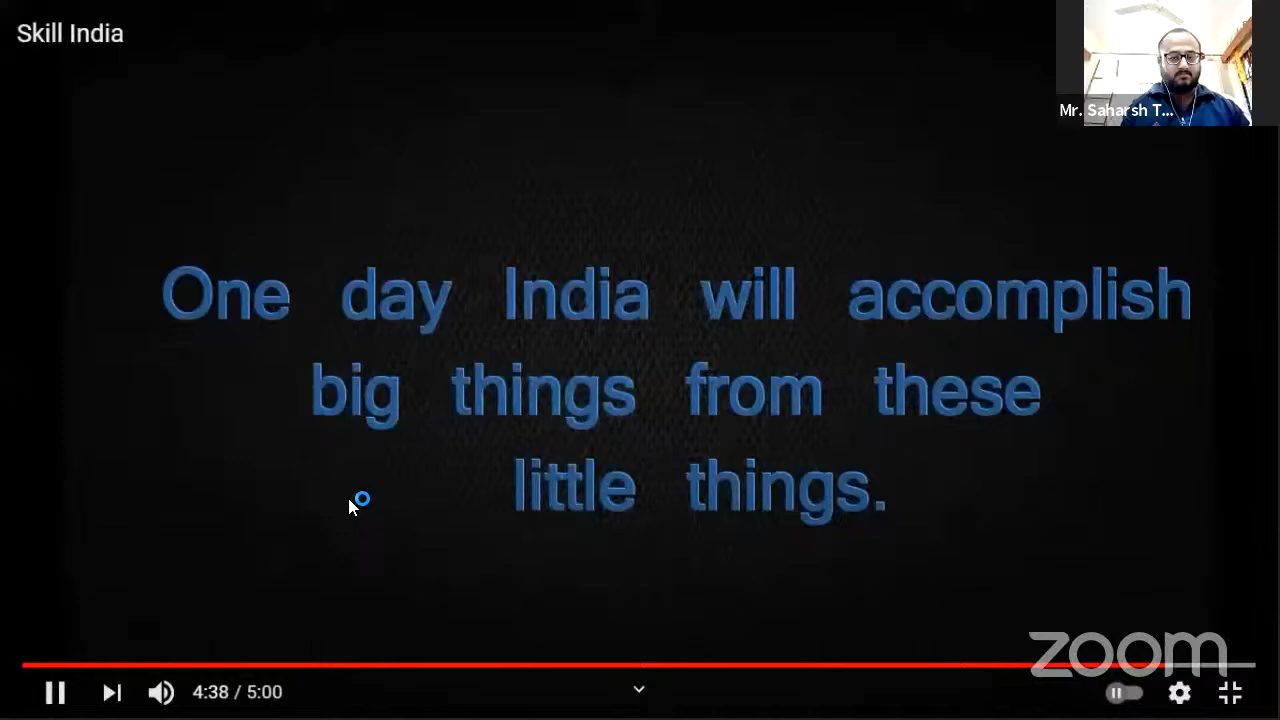 Skill India
Mr. Saharsh T...
One day India will accomplish
big things from these
little things.
zoom
4:38 / 5:00